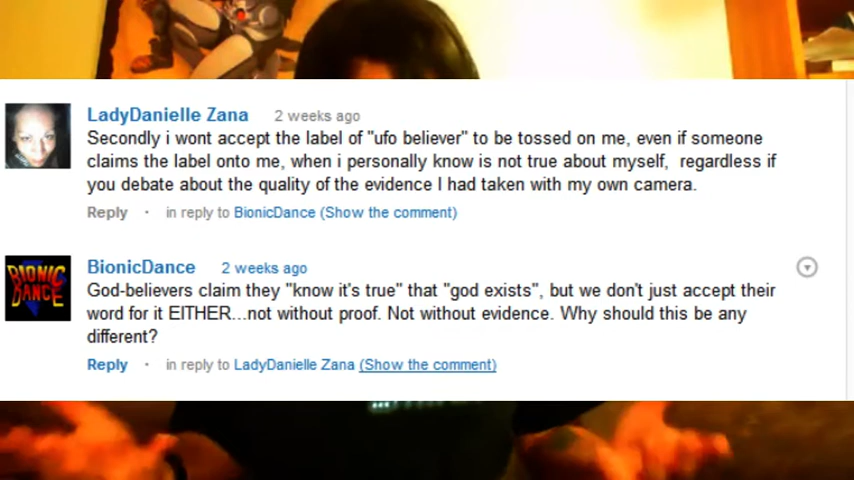 LadyDanielle Zana 2 weeks ago
Secondly i wont accept the label of "ufo believer" to be tossed on me, even if someone
claims the label onto me, when i personally know is not true about myself, regardless if
you debate about the quality of the evidence I had taken with my own camera.
Reply · in reply to BionicDance (Show the comment)
BIONIC
DANCE
BionicDance 2 weeks ago
God-believers claim they "know it's true" that "god exists", but we don't just accept their
word for it EITHER...not without proof. Not without evidence. Why should this be any
different?
Reply · in reply to LadyDanielle Zana (Show the comment)